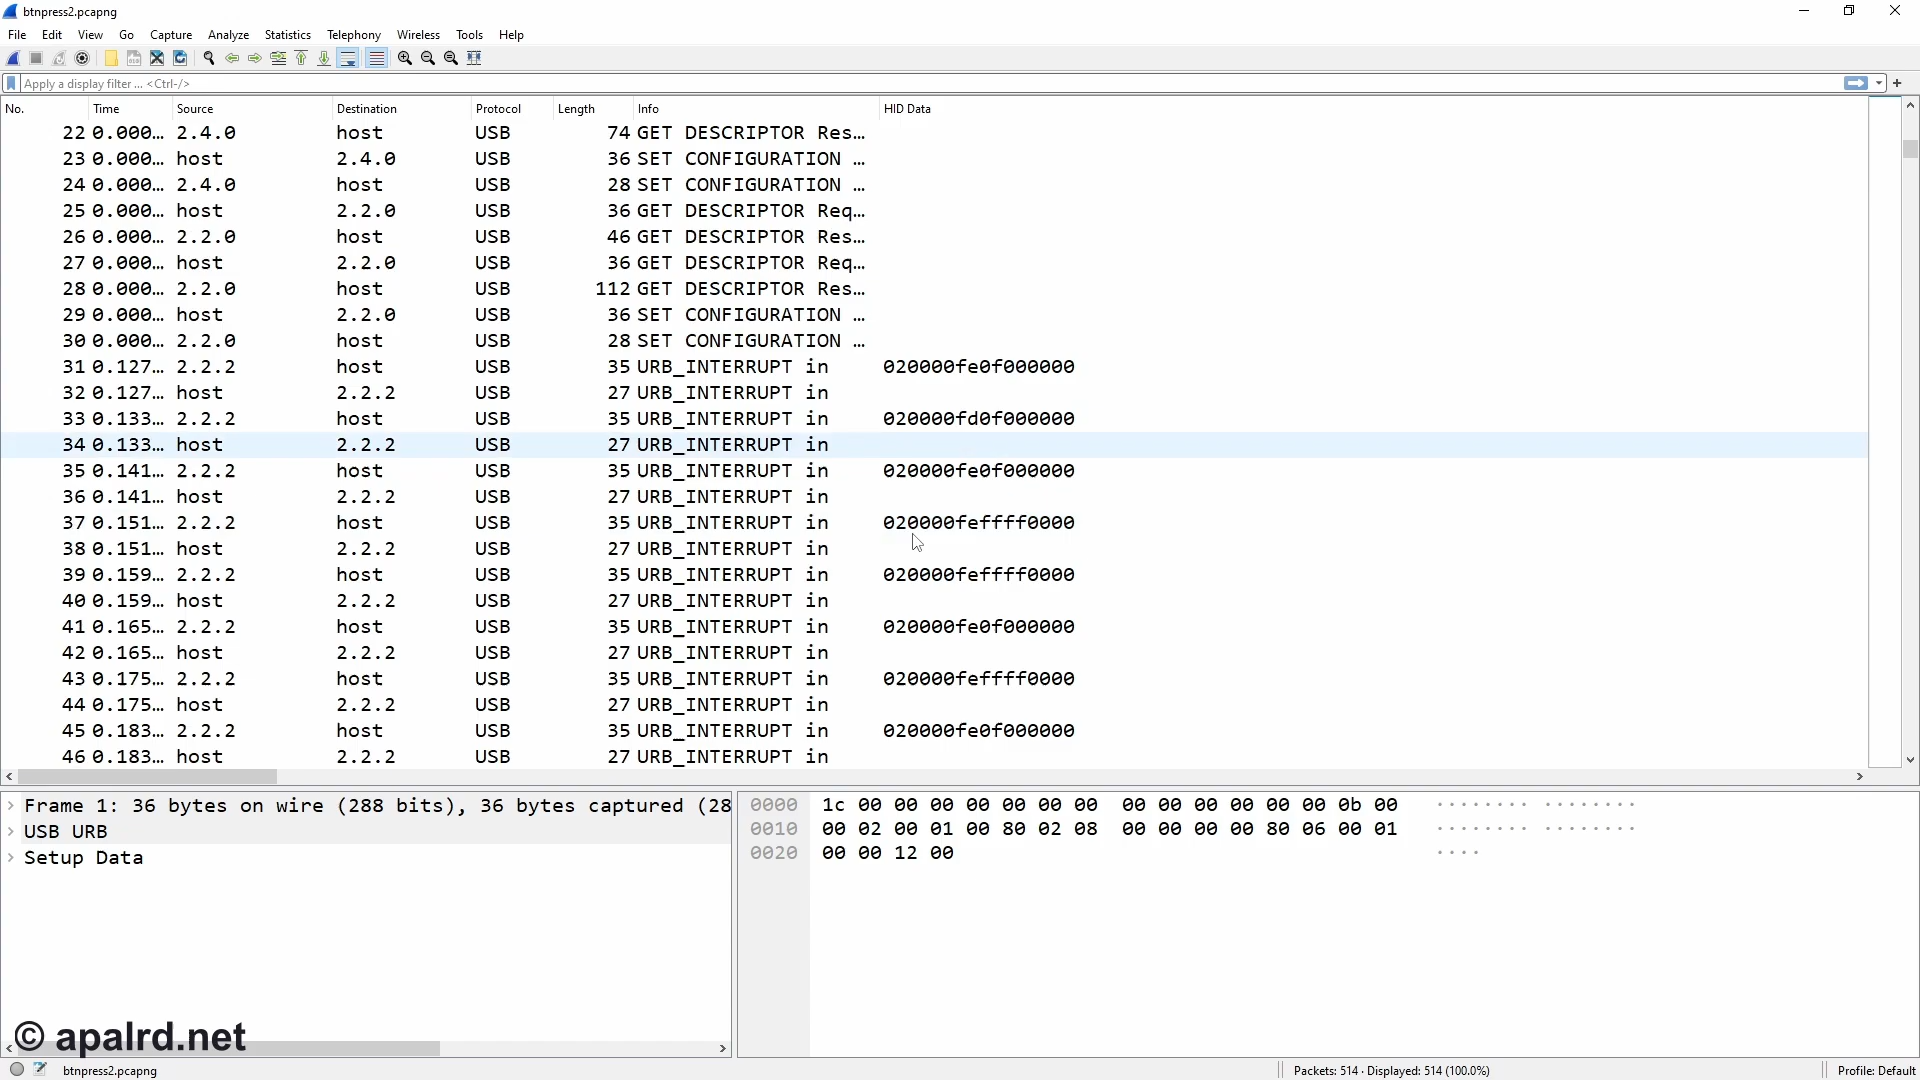 btnpress2.pcapng
File Edit View Go Capture Analyze Statistics Telephony Wireless Tools Help
Apply a display filter ... <Ctrl-/>
No. Time Source Destination Protocol Length Info HID Data
22 0.000… 2.4.0 host USB 74 GET DESCRIPTOR Res…
23 0.000… host 2.4.0 USB 36 SET CONFIGURATION …
24 0.000… 2.4.0 host USB 28 SET CONFIGURATION …
25 0.000… host 2.2.0 USB 36 GET DESCRIPTOR Req…
26 0.000… 2.2.0 host USB 46 GET DESCRIPTOR Res…
27 0.000… host 2.2.0 USB 36 GET DESCRIPTOR Req…
28 0.000… 2.2.0 host USB 112 GET DESCRIPTOR Res…
29 0.000… host 2.2.0 USB 36 SET CONFIGURATION …
30 0.000… 2.2.0 host USB 28 SET CONFIGURATION …
31 0.127… 2.2.2 host USB 35 URB_INTERRUPT in 020000fe0f000000
32 0.127… host 2.2.2 USB 27 URB_INTERRUPT in
33 0.133… 2.2.2 host USB 35 URB_INTERRUPT in 020000fd0f000000
34 0.133… host 2.2.2 USB 27 URB_INTERRUPT in
35 0.141… 2.2.2 host USB 35 URB_INTERRUPT in 020000fe0f000000
36 0.141… host 2.2.2 USB 27 URB_INTERRUPT in
37 0.151… 2.2.2 host USB 35 URB_INTERRUPT in 020000feffff0000
38 0.151… host 2.2.2 USB 27 URB_INTERRUPT in
39 0.159… 2.2.2 host USB 35 URB_INTERRUPT in 020000feffff0000
40 0.159… host 2.2.2 USB 27 URB_INTERRUPT in
41 0.165… 2.2.2 host USB 35 URB_INTERRUPT in 020000fe0f000000
42 0.165… host 2.2.2 USB 27 URB_INTERRUPT in
43 0.175… 2.2.2 host USB 35 URB_INTERRUPT in 020000feffff0000
44 0.175… host 2.2.2 USB 27 URB_INTERRUPT in
45 0.183… 2.2.2 host USB 35 URB_INTERRUPT in 020000fe0f000000
46 0.183… host 2.2.2 USB 27 URB_INTERRUPT in
Frame 1: 36 bytes on wire (288 bits), 36 bytes captured (28
USB URB
Setup Data
0000 1c 00 00 00 00 00 00 00 00 00 00 00 00 00 0b 00 ········ ········
0010 00 02 00 01 00 80 02 08 00 00 00 00 80 06 00 01 ········ ········
0020 00 00 12 00 ····
© apalrd.net
btnpress2.pcapng
Packets: 514 · Displayed: 514 (100.0%)
Profile: Default